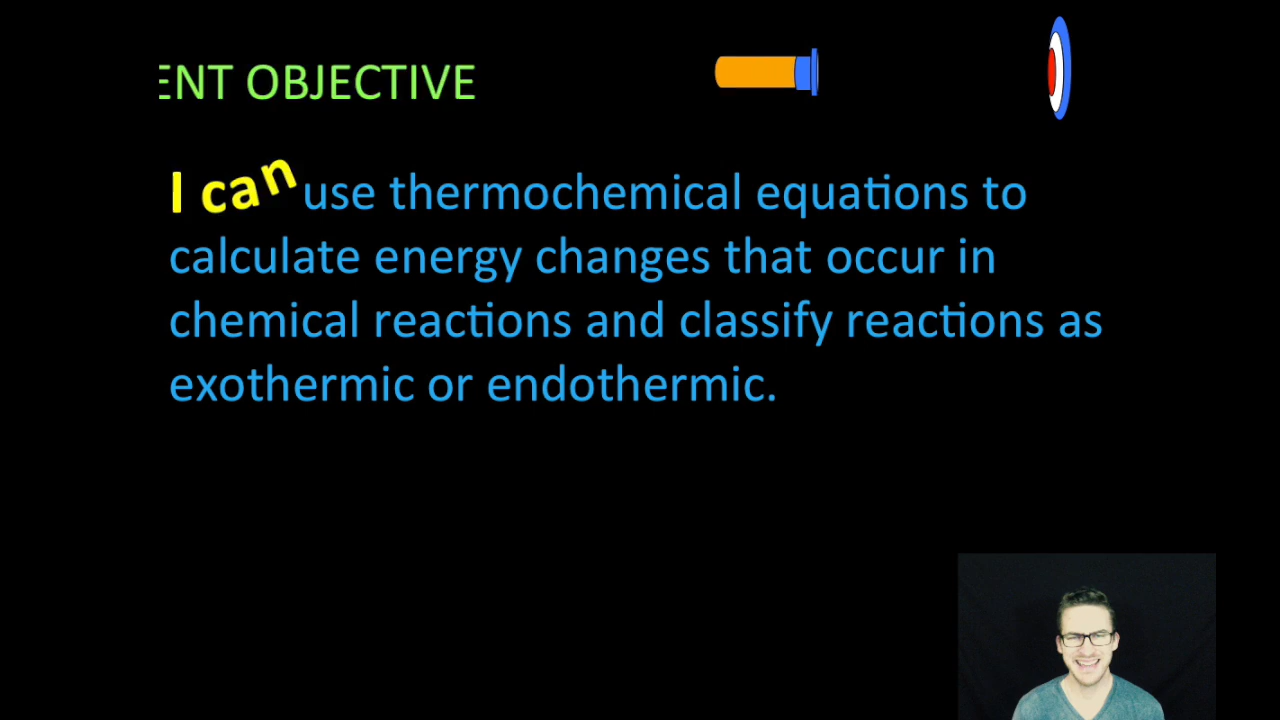 ENT OBJECTIVE
I can use thermochemical equations to
calculate energy changes that occur in
chemical reactions and classify reactions as
exothermic or endothermic.